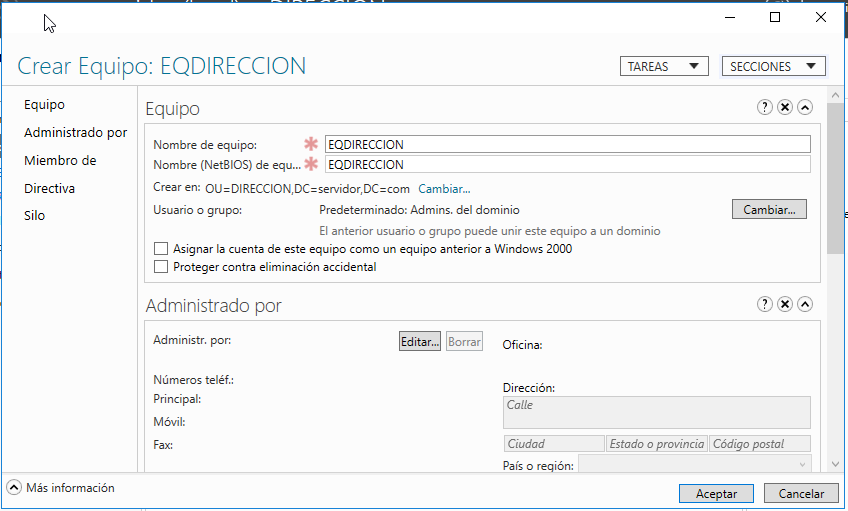 Crear Equipo: EQDIRECCION
TAREAS
SECCIONES
Equipo
Administrado por
Miembro de
Directiva
Silo
Equipo
Nombre de equipo: EQDIRECCION
Nombre (NetBIOS) de equ... EQDIRECCION
Crear en: OU=DIRECCION,DC=servidor,DC=com Cambiar...
Usuario o grupo: Predeterminado: Admins. del dominio Cambiar...
El anterior usuario o grupo puede unir este equipo a un dominio
Asignar la cuenta de este equipo como un equipo anterior a Windows 2000
Proteger contra eliminación accidental
Administrado por
Administr. por: Editar... Borrar
Oficina:
Números teléf.:
Principal:
Móvil:
Fax:
Dirección:
Calle
Ciudad Estado o provincia Código postal
País o región:
Más información
Aceptar Cancelar